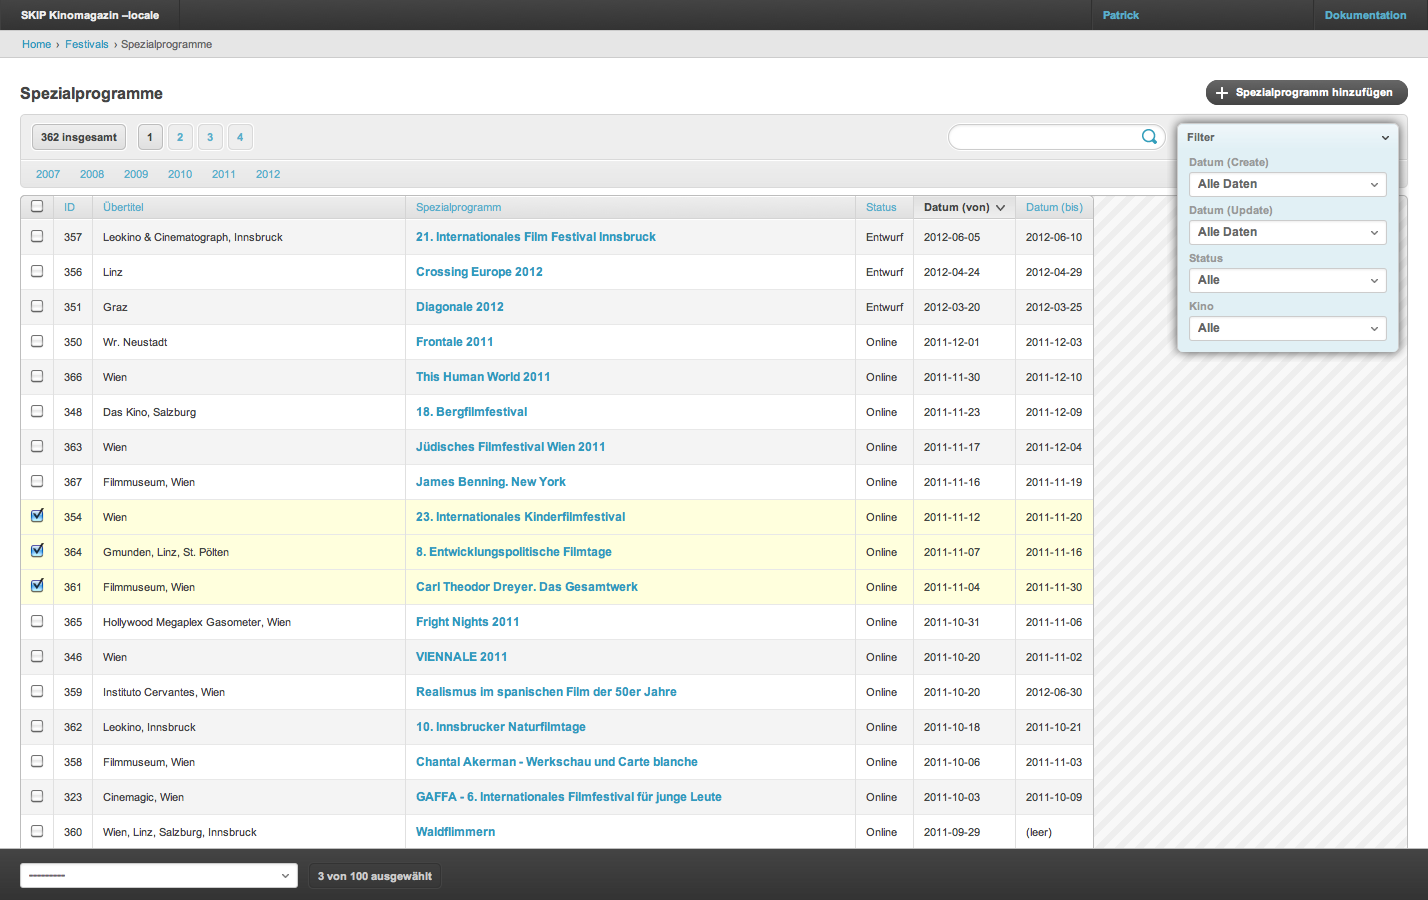 SKIP Kinomagazin –locale Patrick Dokumentation
Home › Festivals › Spezialprogramme
Spezialprogramme
Spezialprogramm hinzufügen
362 insgesamt 1 2 3 4
2007 2008 2009 2010 2011 2012
Filter
Datum (Create)
Alle Daten
Datum (Update)
Alle Daten
Status
Alle
Kino
Alle
ID Übertitel Spezialprogramm Status Datum (von) Datum (bis)
357 Leokino & Cinematograph, Innsbruck 21. Internationales Film Festival Innsbruck Entwurf 2012-06-05 2012-06-10
356 Linz Crossing Europe 2012 Entwurf 2012-04-24 2012-04-29
351 Graz Diagonale 2012 Entwurf 2012-03-20 2012-03-25
350 Wr. Neustadt Frontale 2011 Online 2011-12-01 2011-12-03
366 Wien This Human World 2011 Online 2011-11-30 2011-12-10
348 Das Kino, Salzburg 18. Bergfilmfestival Online 2011-11-23 2011-12-09
363 Wien Jüdisches Filmfestival Wien 2011 Online 2011-11-17 2011-12-04
367 Filmmuseum, Wien James Benning. New York Online 2011-11-16 2011-11-19
354 Wien 23. Internationales Kinderfilmfestival Online 2011-11-12 2011-11-20
364 Gmunden, Linz, St. Pölten 8. Entwicklungspolitische Filmtage Online 2011-11-07 2011-11-16
361 Filmmuseum, Wien Carl Theodor Dreyer. Das Gesamtwerk Online 2011-11-04 2011-11-30
365 Hollywood Megaplex Gasometer, Wien Fright Nights 2011 Online 2011-10-31 2011-11-06
346 Wien VIENNALE 2011 Online 2011-10-20 2011-11-02
359 Instituto Cervantes, Wien Realismus im spanischen Film der 50er Jahre Online 2011-10-20 2012-06-30
362 Leokino, Innsbruck 10. Innsbrucker Naturfilmtage Online 2011-10-18 2011-10-21
358 Filmmuseum, Wien Chantal Akerman - Werkschau und Carte blanche Online 2011-10-06 2011-11-03
323 Cinemagic, Wien GAFFA - 6. Internationales Filmfestival für junge Leute Online 2011-10-03 2011-10-09
360 Wien, Linz, Salzburg, Innsbruck Waldflimmern Online 2011-09-29 (leer)
--------- 3 von 100 ausgewählt